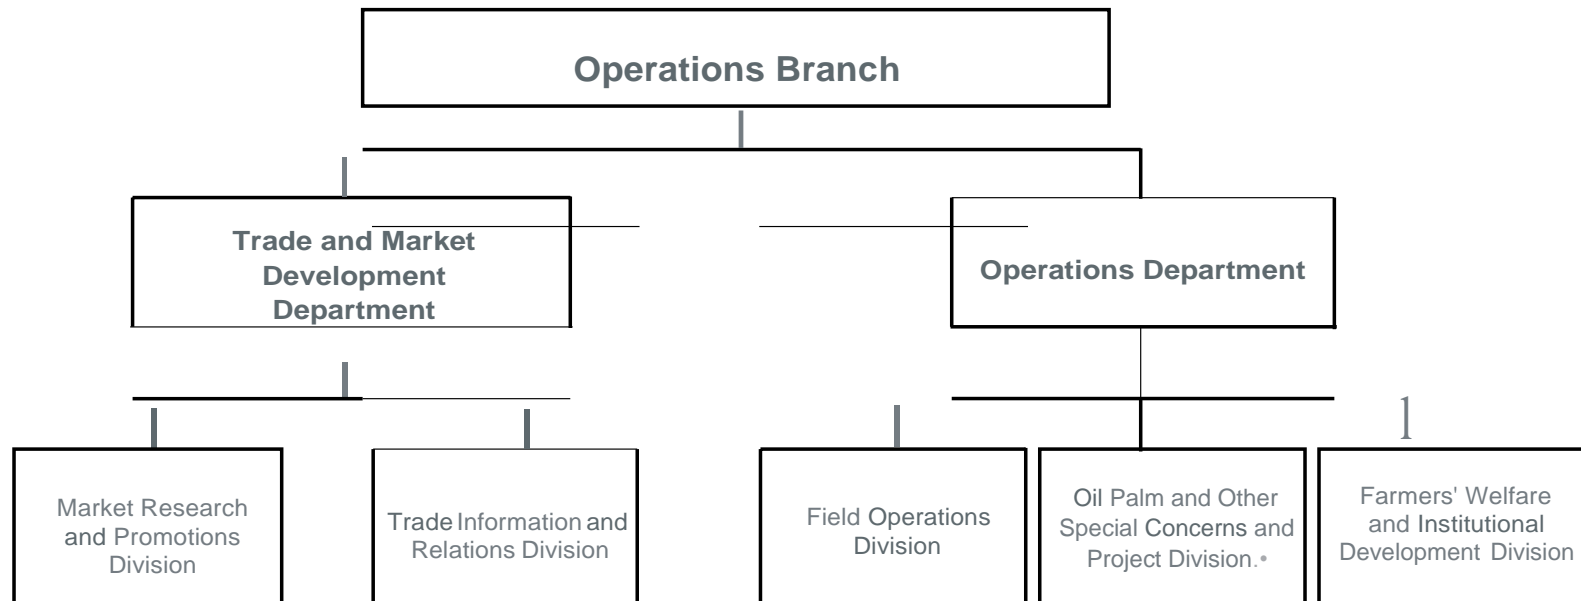 Operations Branch
Trade and Market
Development
Department
Operations Department
Market Research
and Promotions
Division
Trade Information and
Relations Division
Field Operations
Division
Oil Palm and Other
Special Concerns and
Project Division.•
Farmers' Welfare
and Institutional
Development Division